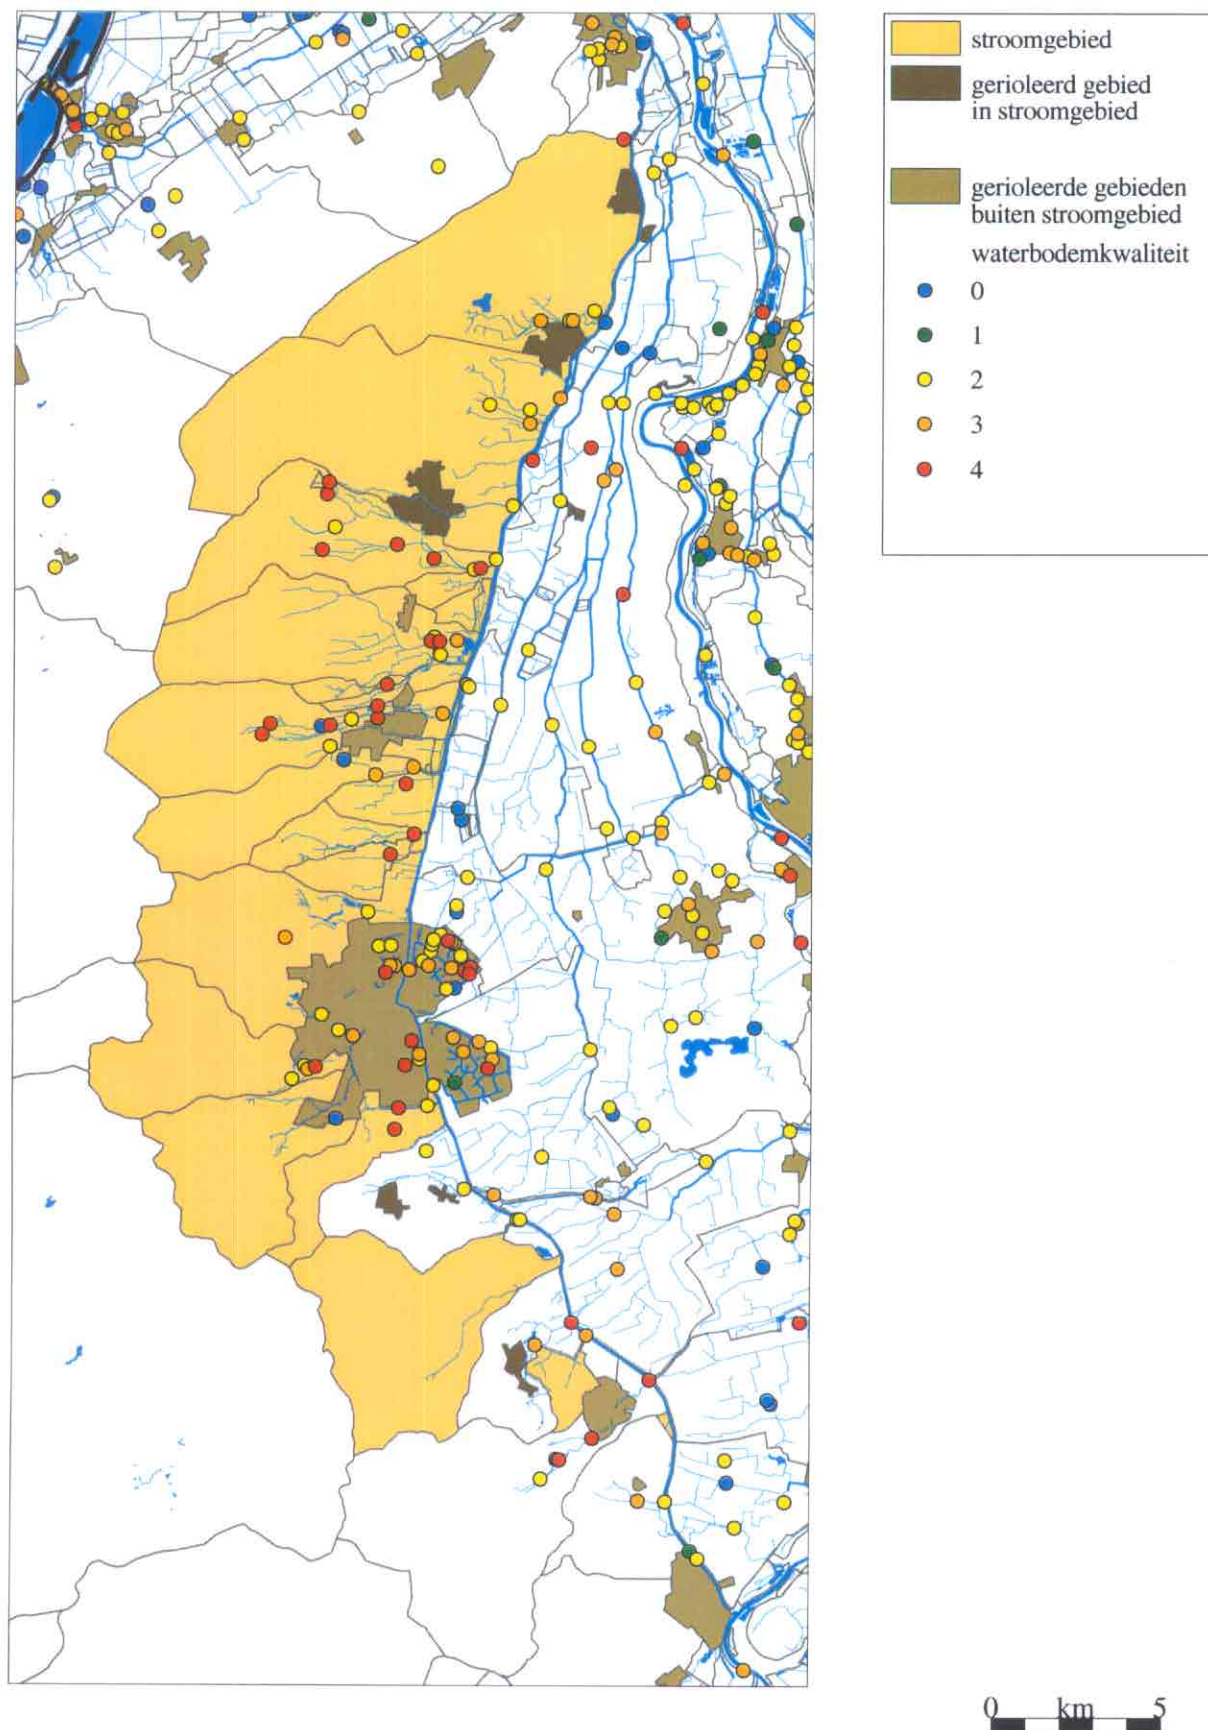 stroomgebied
gerioleerd gebied
in stroomgebied
gerioleerde gebieden
buiten stroomgebied
waterbodemkwaliteit
0
1
2
3
4
0 km 5